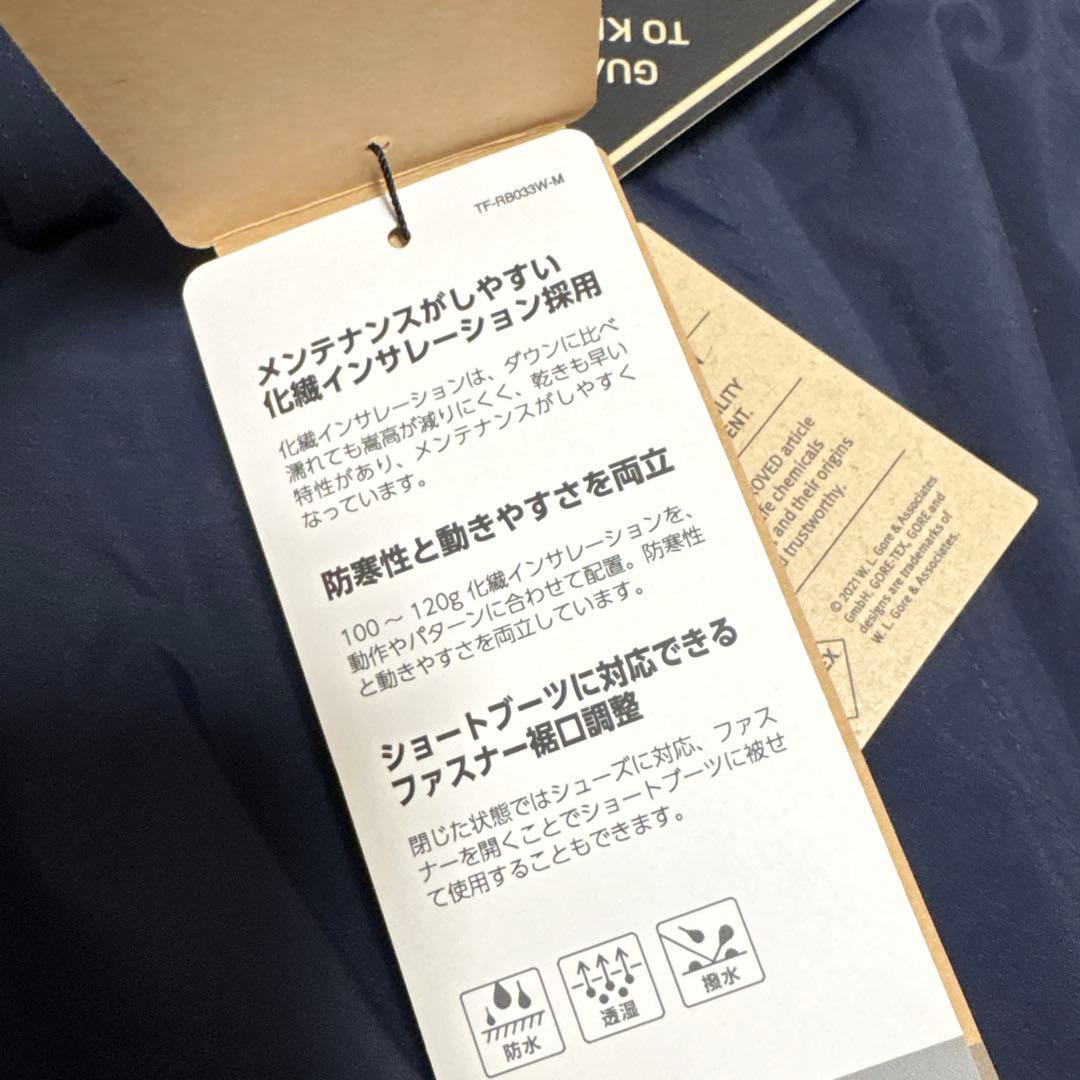 GUA
TO K
TF-RB033W-M
メンテナンスがしやすい
化繊インサレーション採用
化繊インサレーションは、ダウンに比べ
濡れても嵩高が減りにくく、乾きも早い
特性があり、メンテナンスがしやすく
なっています。
防寒性と動きやすさを両立
100～120g 化繊インサレーションを、
動作やパターンに合わせて配置。防寒性
と動きやすさを両立しています。
ショートブーツに対応できる
ファスナー裾口調整
閉じた状態ではシューズに対応、ファス
ナーを開くことでショートブーツに被せ
て使用することもできます。
防水
透湿
撥水
ILITY
ENT.
OVED article
fe chemicals
and their origins
trustworthy.
© 2021 W. L. Gore & Associates
GmbH. GORE-TEX, GORE and
designs are trademarks of
W. L. Gore & Associates.
EX